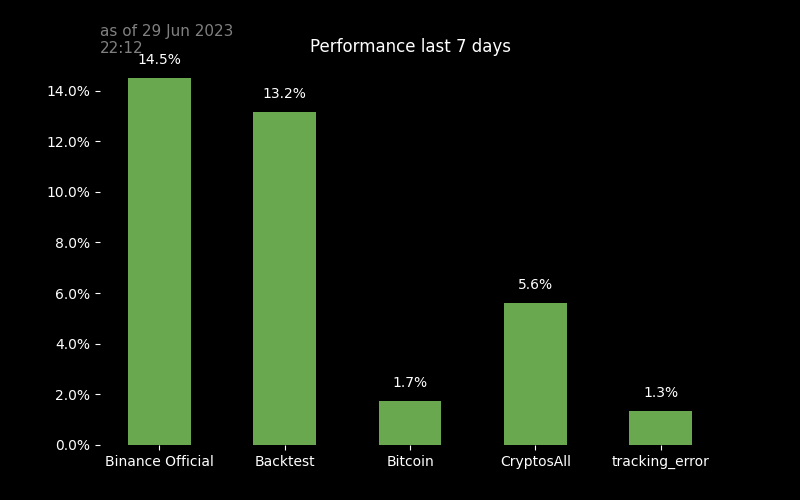 as of 29 Jun 2023
22:12
Performance last 7 days
14.5%
13.2%
1.7%
5.6%
1.3%
14.0%
12.0%
10.0%
8.0%
6.0%
4.0%
2.0%
0.0%
Binance Official
Backtest
Bitcoin
CryptosAll
tracking_error